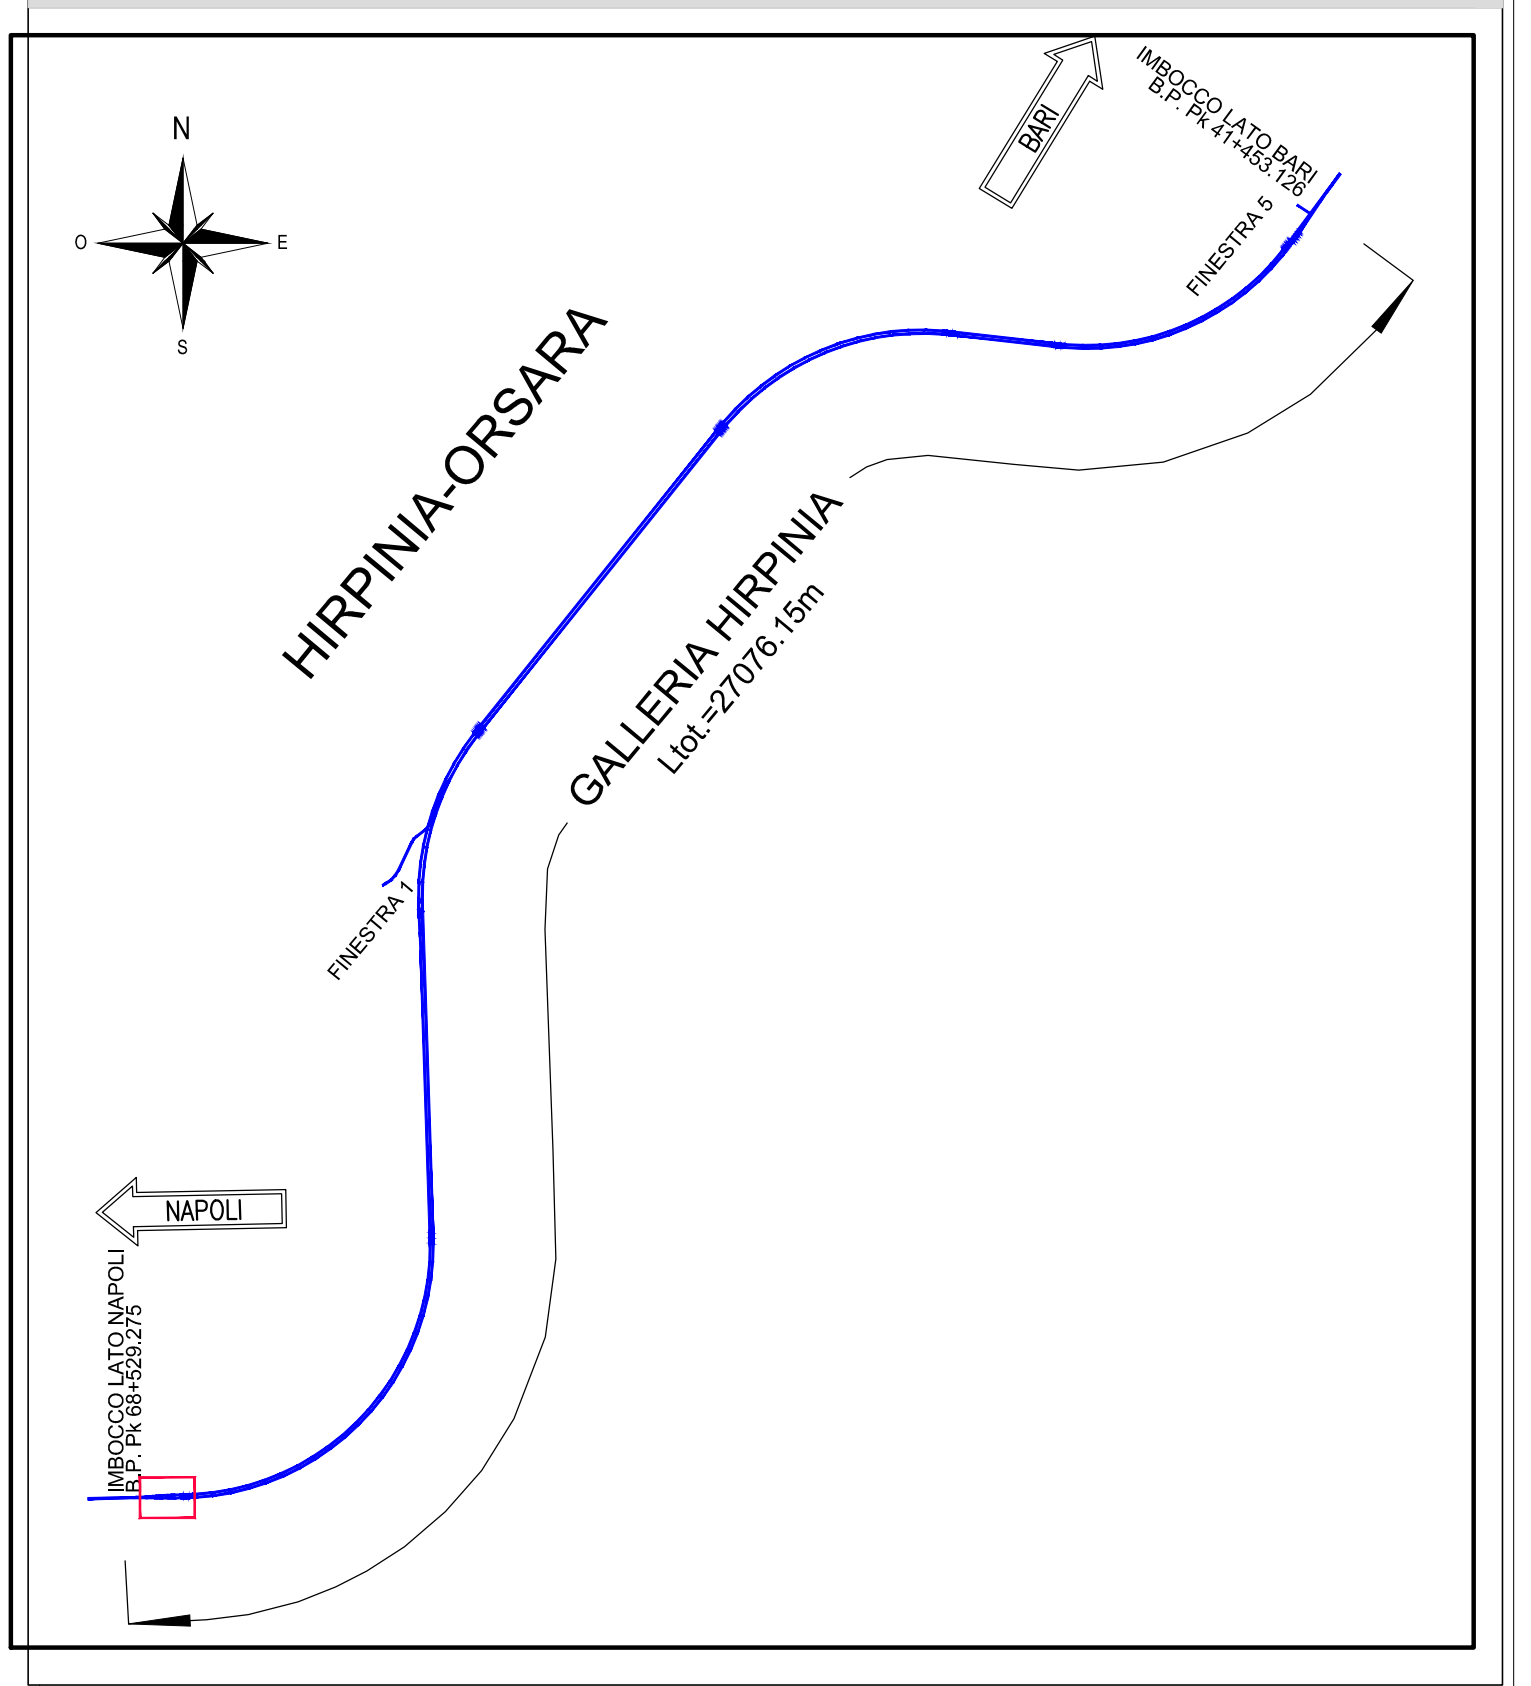 BARI
IMBOCCO LATO BARI
B.P. Pk 41+453.126
N
O
E
S
FINESTRA 5
HIRPINIA-ORSARA
GALLERIA HIRPINIA
Ltot.=27076.15m
FINESTRA 1
NAPOLI
IMBOCCO LATO NAPOLI
B.P. Pk 68+529.275